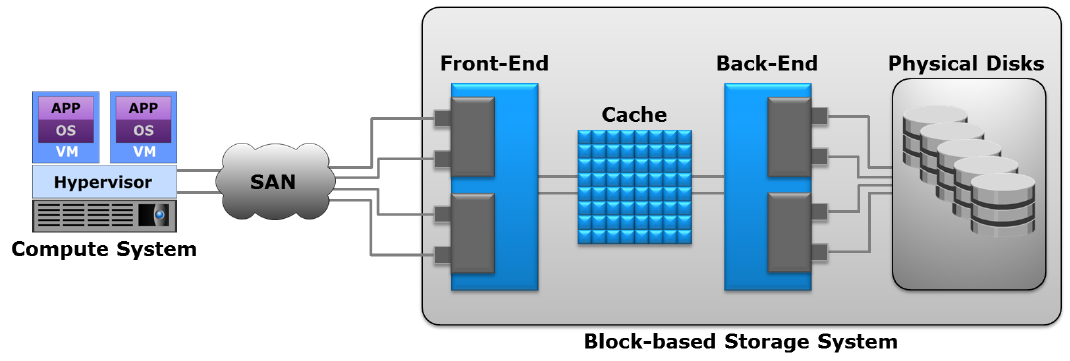 Front-End
Back-End
Physical Disks
Cache
APP
OS
VM
APP
OS
VM
Hypervisor
SAN
Compute System
Block-based Storage System